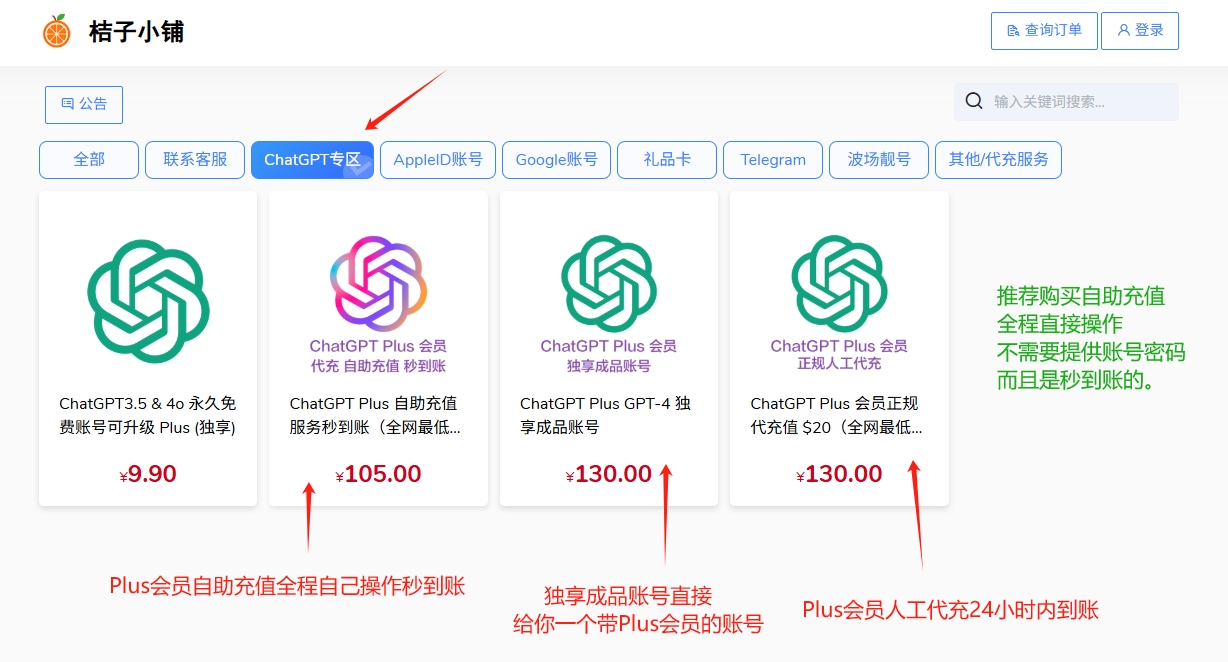 桔子小铺
查询订单
登录
公告
输入关键词搜索...
全部
联系客服
ChatGPT专区
AppleID账号
Google账号
礼品卡
Telegram
波场靓号
其他/代充服务
ChatGPT3.5 & 4o 永久免
费账号可升级 Plus (独享)
¥9.90
ChatGPT Plus 会员
代充 自助充值 秒到账
ChatGPT Plus 自助充值
服务秒到账（全网最低...
¥105.00
ChatGPT Plus 会员
独享成品账号
ChatGPT Plus GPT-4 独
享成品账号
¥130.00
ChatGPT Plus 会员
正规人工代充
ChatGPT Plus 会员正规
代充值 $20（全网最低...
¥130.00
推荐购买自助充值
全程直接操作
不需要提供账号密码
而且是秒到账的。
Plus会员自助充值全程自己操作秒到账
独享成品账号直接
给你一个带Plus会员的账号
Plus会员人工代充24小时内到账